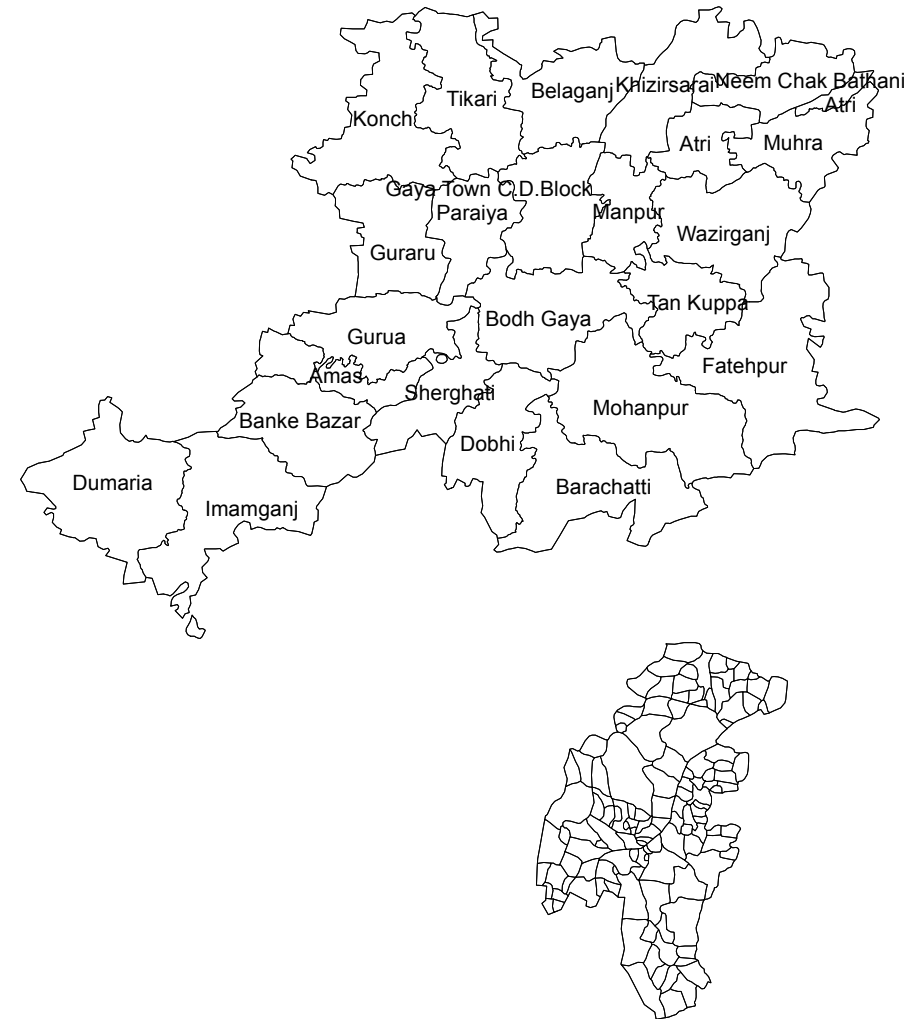 Neem Chak Bathani
Khizirsarai
Belaganj
Tikari
Atri
Konch
Atri
Muhra
Gaya Town C.D.Block
Paraiya
Manpur
Wazirganj
Guraru
Tan Kuppa
Bodh Gaya
Gurua
Fatehpur
Amas
Sherghati
Mohanpur
Banke Bazar
Dobhi
Dumaria
Barachatti
Imamganj